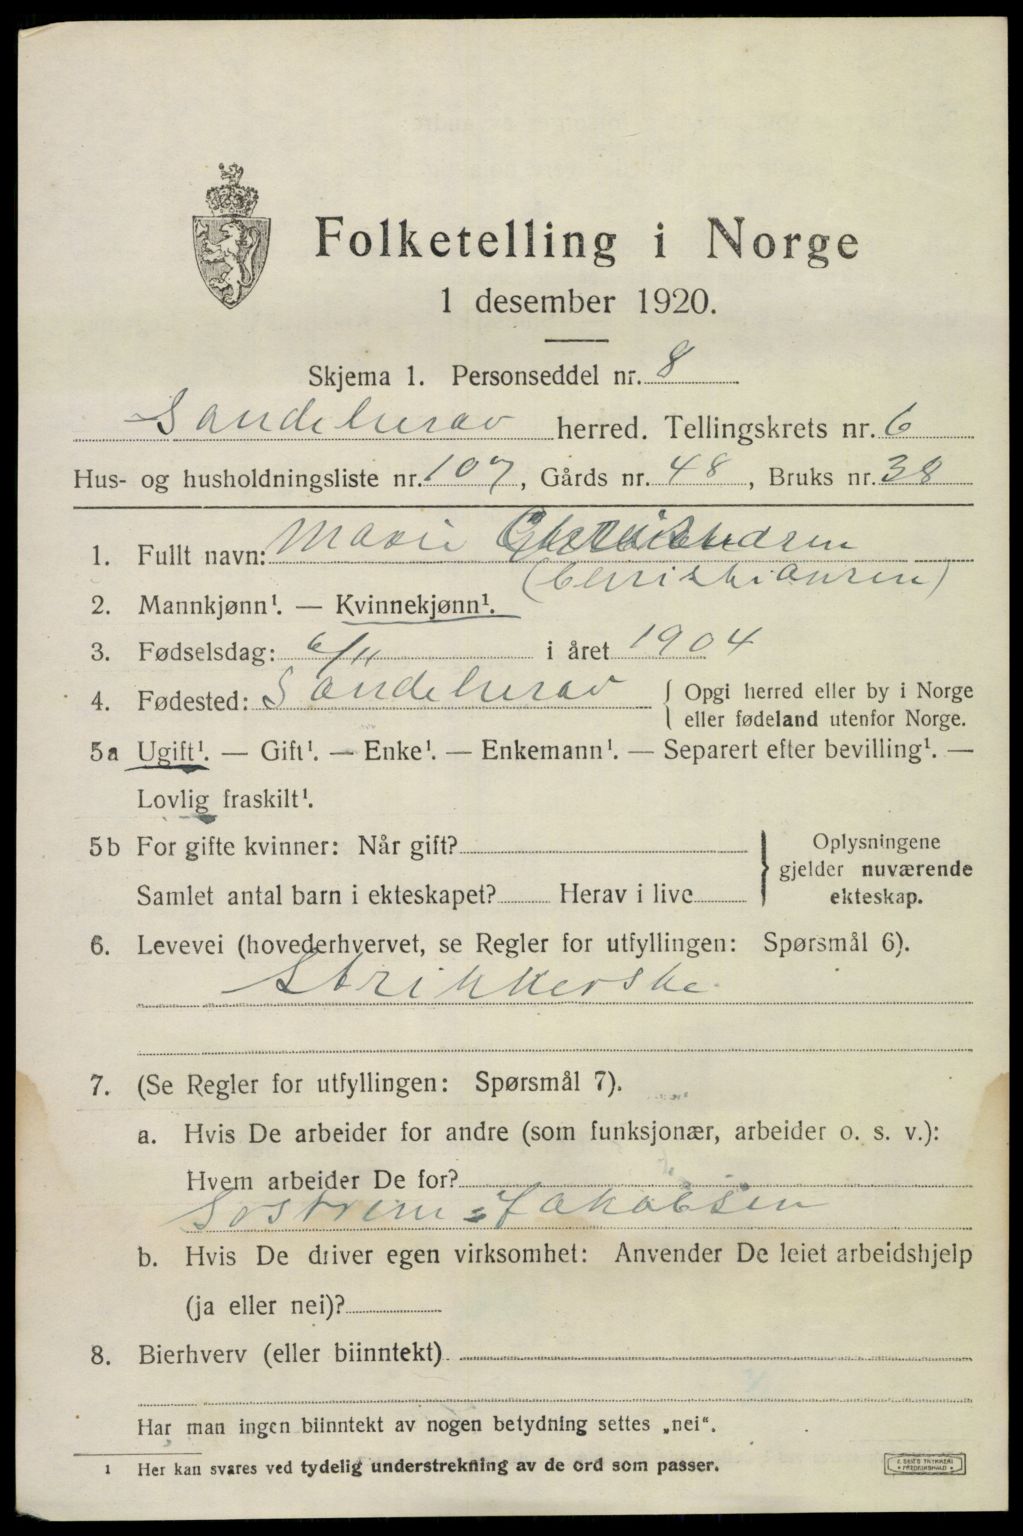 Folketelling i Norge
1 desember 1920.
Skjema 1. Personseddel nr. 8
Sandeherav herred. Tellingskrets nr. 6
Hus- og husholdningsliste nr. 107, Gårds nr. 48, Bruks nr. 38
1. Fullt navn: Marie
(Christiansen)
2. Mannkjønn¹. — Kvinnekjønn¹.
3. Fødselsdag: 6/11 i året 1904
4. Fødested: Sandeherav { Opgi herred eller by i Norge
eller fødeland utenfor Norge.
5a Ugift¹. — Gift¹. — Enke¹. — Enkemann¹. — Separert efter bevilling¹. —
Lovlig fraskilt¹.
5b For gifte kvinner: Når gift? } Oplysningene
gjelder nuværende
Samlet antal barn i ekteskapet? Herav i live ekteskap.
6. Levevei (hovederhvervet, se Regler for utfyllingen: Spørsmål 6).
Strikkerske
7. (Se Regler for utfyllingen: Spørsmål 7).
a. Hvis De arbeider for andre (som funksjonær, arbeider o. s. v.):
Hvem arbeider De for?
Jakobsen
b. Hvis De driver egen virksomhet: Anvender De leiet arbeidshjelp
(ja eller nei)?
8. Bierhverv (eller biinntekt)
Har man ingen biinntekt av nogen betydning settes „nei“.
¹ Her kan svares ved tydelig understrekning av de ord som passer.